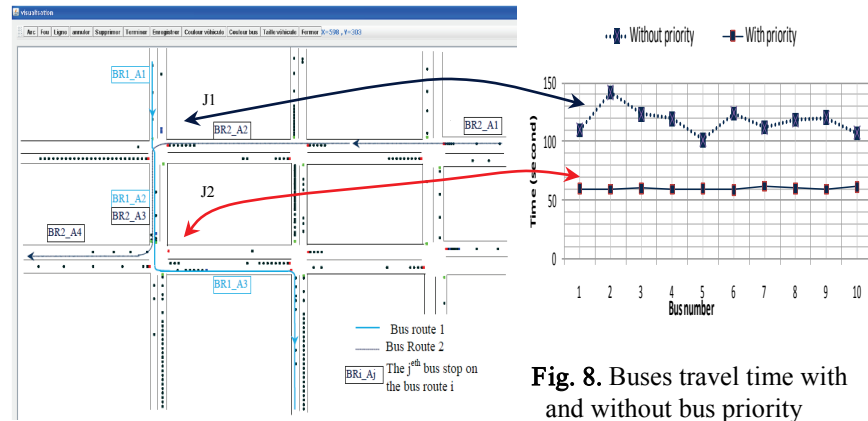 visualisation
Arc Feu Ligne annuler Supprimer Terminer Enregistrer Couleur véhicule Couleur bus Taille véhicule Fermer X=590 ,Y=383
BR1_A1
J1
BR2_A2
BR2_A1
BR1_A2
BR2_A3
J2
BR2_A4
BR1_A3
Bus route 1
Bus Route 2
BRi_Aj The j^eth bus stop on
the bus route i
Without priority With priority
Time (second)
150
100
50
0
1 2 3 4 5 6 7 8 9 10
Bus number
Fig. 8. Buses travel time with
and without bus priority